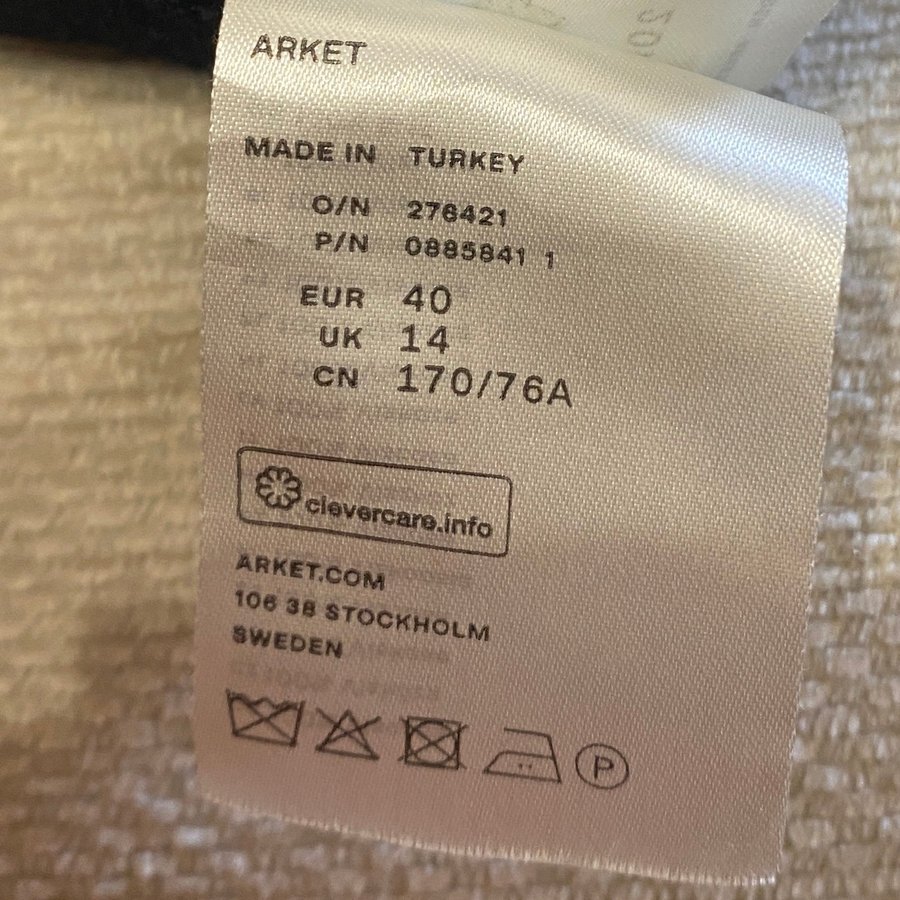 ARKET
MADE IN TURKEY
O/N 276421
P/N 0885841 1
EUR 40
UK 14
CN 170/76A
clevercare.info
ARKET.COM
106 38 STOCKHOLM
SWEDEN
P